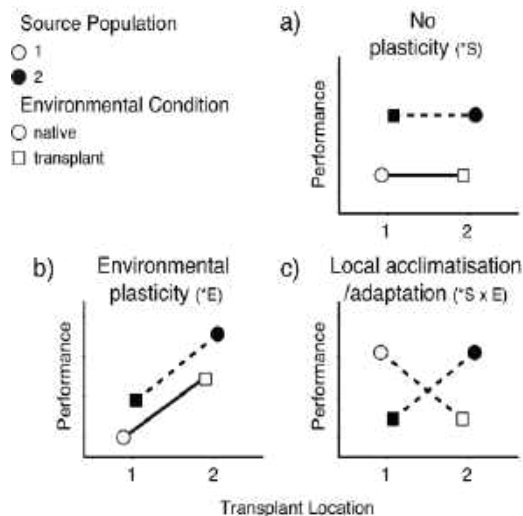 Source Population
1
2
Environmental Condition
native
transplant
a)
No
plasticity (*S)
Performance
1 2
b)
Environmental
plasticity (*E)
Performance
1 2
c)
Local acclimatisation
/adaptation (*S x E)
Performance
1 2
Transplant Location